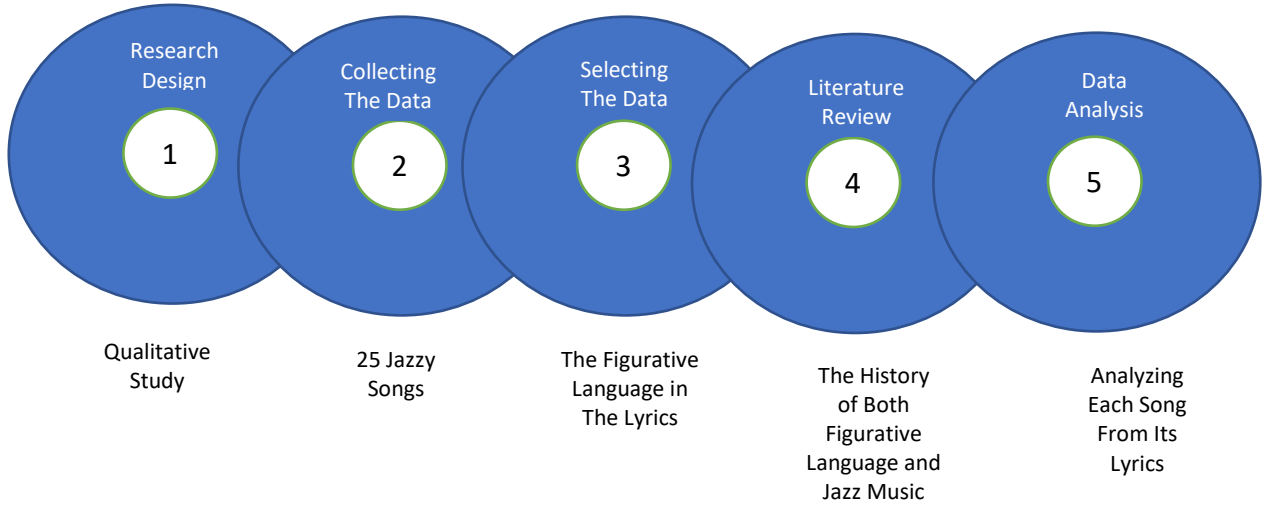 Research
Design
1
Qualitative
Study
Collecting
The Data
2
25 Jazzy
Songs
Selecting
The Data
3
The Figurative
Language in
The Lyrics
Literature
Review
4
The History
of Both
Figurative
Language and
Jazz Music
Data
Analysis
5
Analyzing
Each Song
From Its
Lyrics